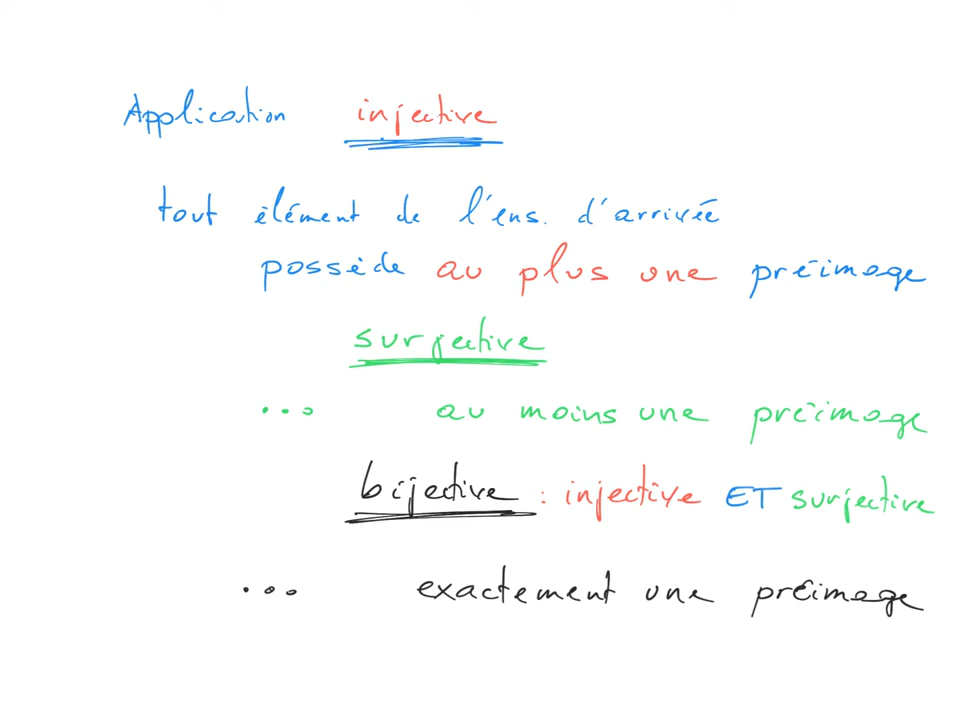 Application injective
tout élément de l'ens. d'arrivée
possède au plus une préimage
surjective
... au moins une préimage
bijective : injective ET surjective
... exactement une préimage